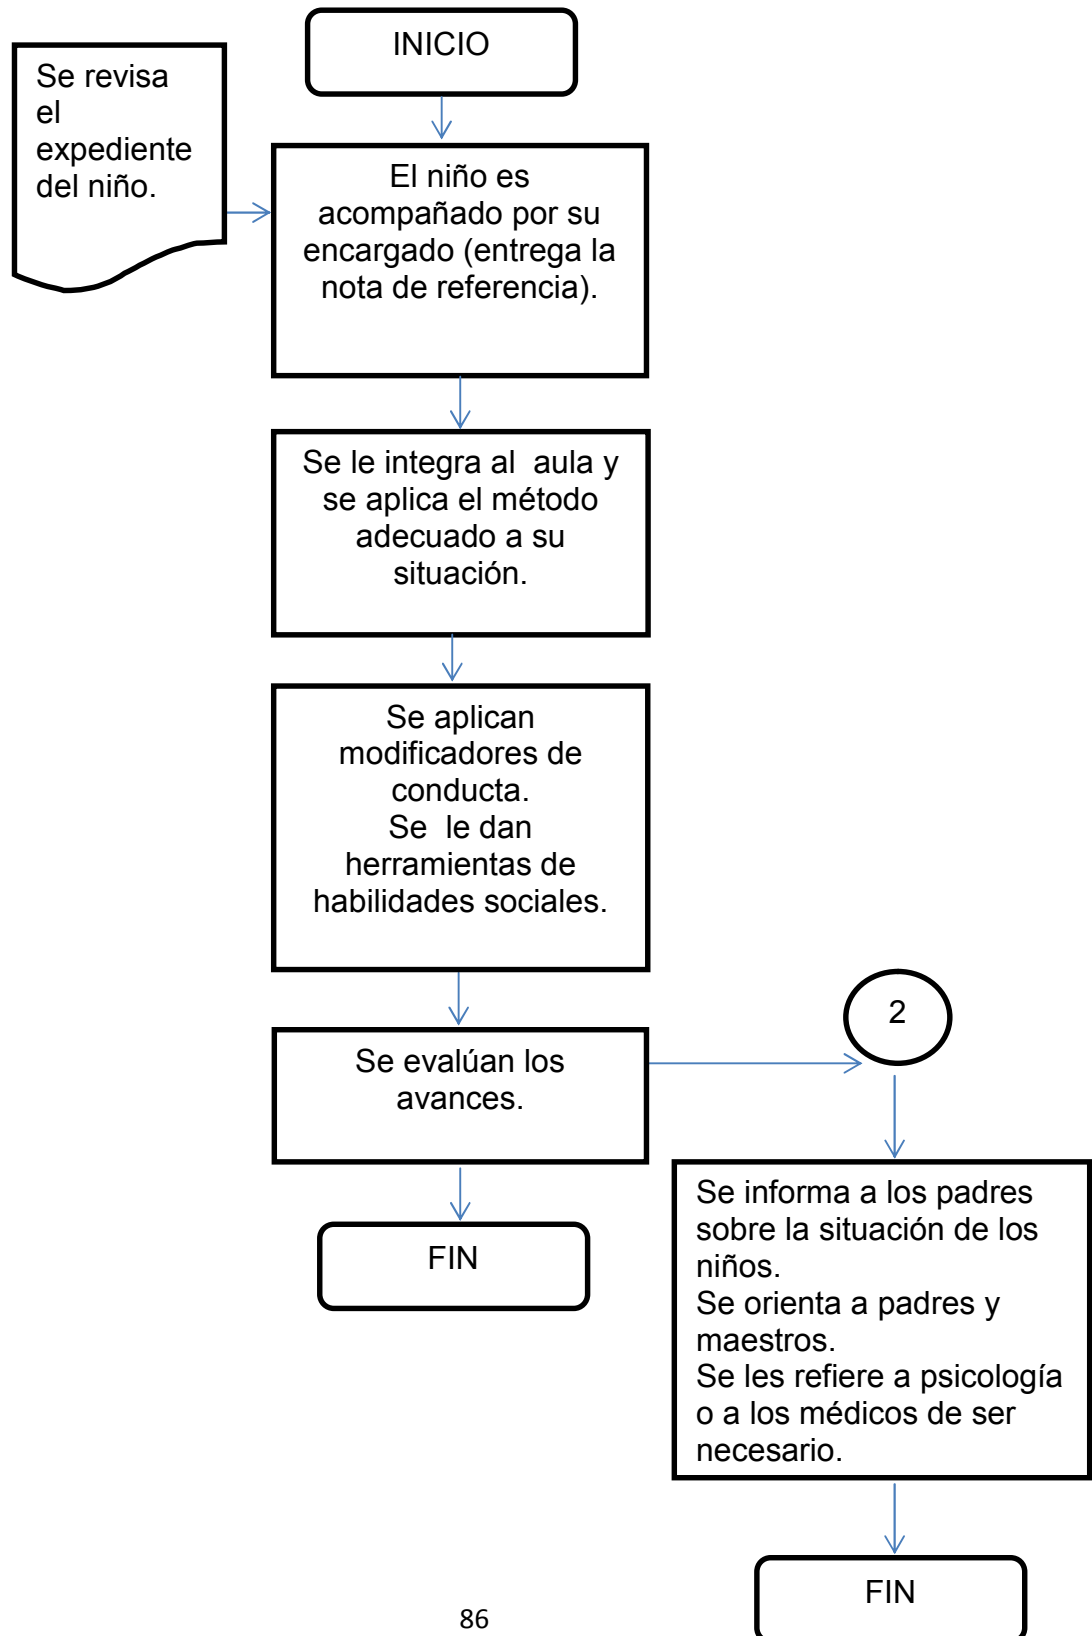 INICIO
Se revisa
el
expediente
del niño.
El niño es
acompañado por su
encargado (entrega la
nota de referencia).
Se le integra al  aula y
se aplica el método
adecuado a su
situación.
Se aplican
modificadores de
conducta.
Se  le dan
herramientas de
habilidades sociales.
2
Se evalúan los
avances.
Se informa a los padres
sobre la situación de los
niños.
Se orienta a padres y
maestros.
Se les refiere a psicología
o a los médicos de ser
necesario.
FIN
FIN
86